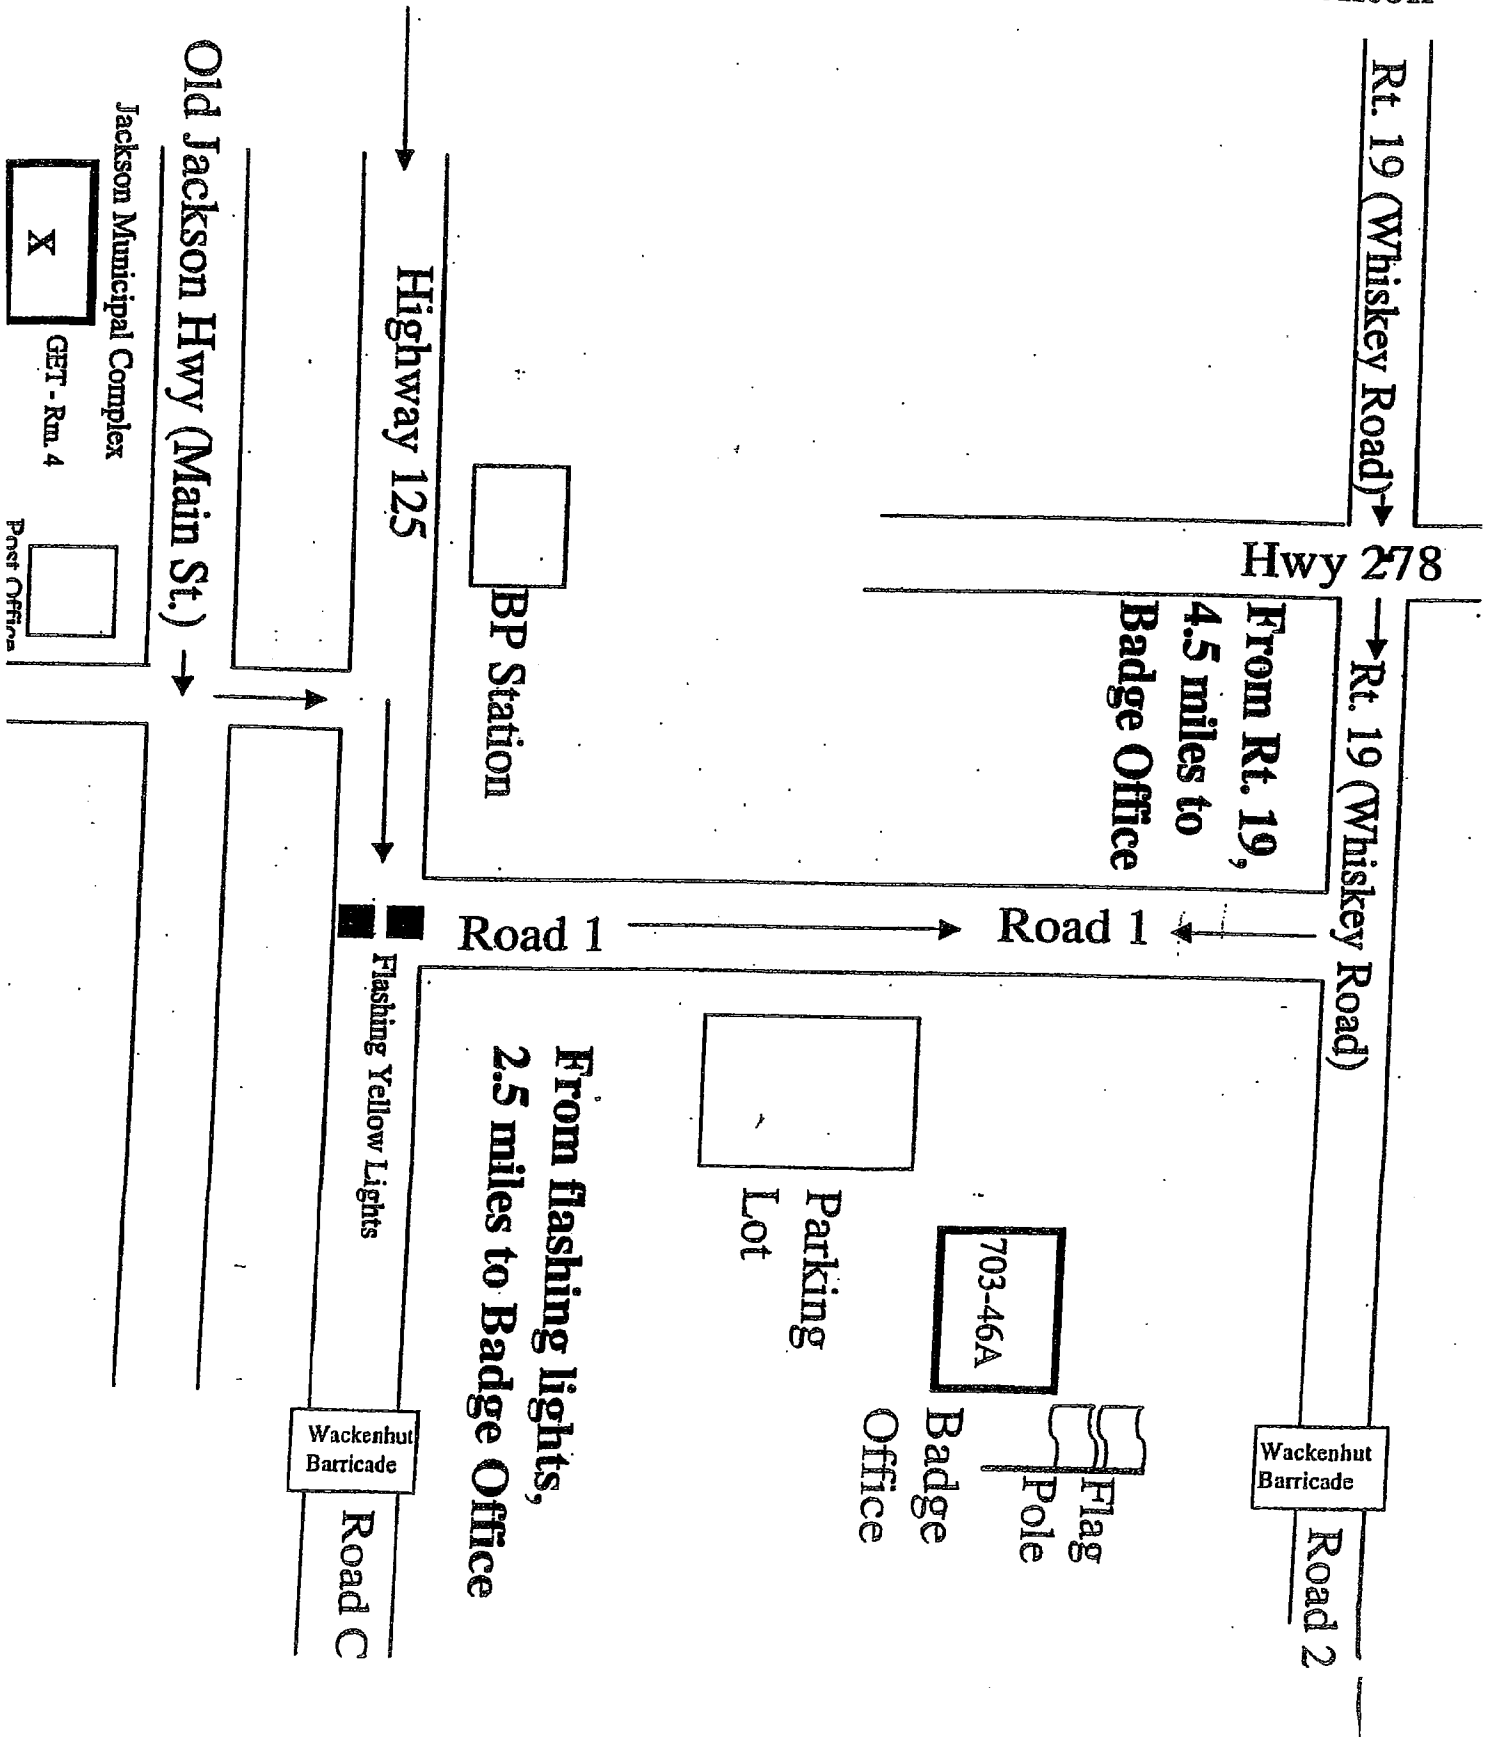 Rt. 19 (Whiskey Road)
Hwy 278
Rt. 19 (Whiskey Road)
From Rt. 19,
4.5 miles to
Badge Office
Road 1
Road 1
Highway 125
BP Station
Old Jackson Hwy (Main St.)
Jackson Municipal Complex
X
GET - Rm. 4
Post Office
Flashing Yellow Lights
From flashing lights,
2.5 miles to Badge Office
Parking
Lot
703-46A
Badge
Office
Flag
Pole
Wackenhut
Barricade
Road 2
Wackenhut
Barricade
Road C